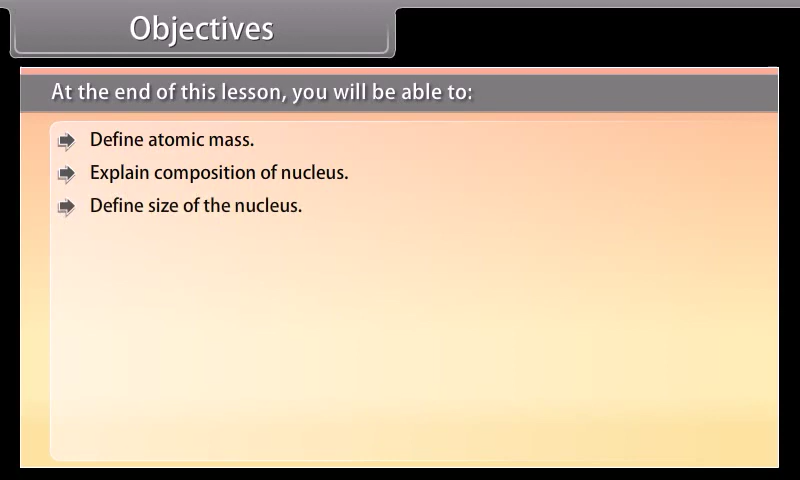 Objectives
At the end of this lesson, you will be able to:
Define atomic mass.
Explain composition of nucleus.
Define size of the nucleus.